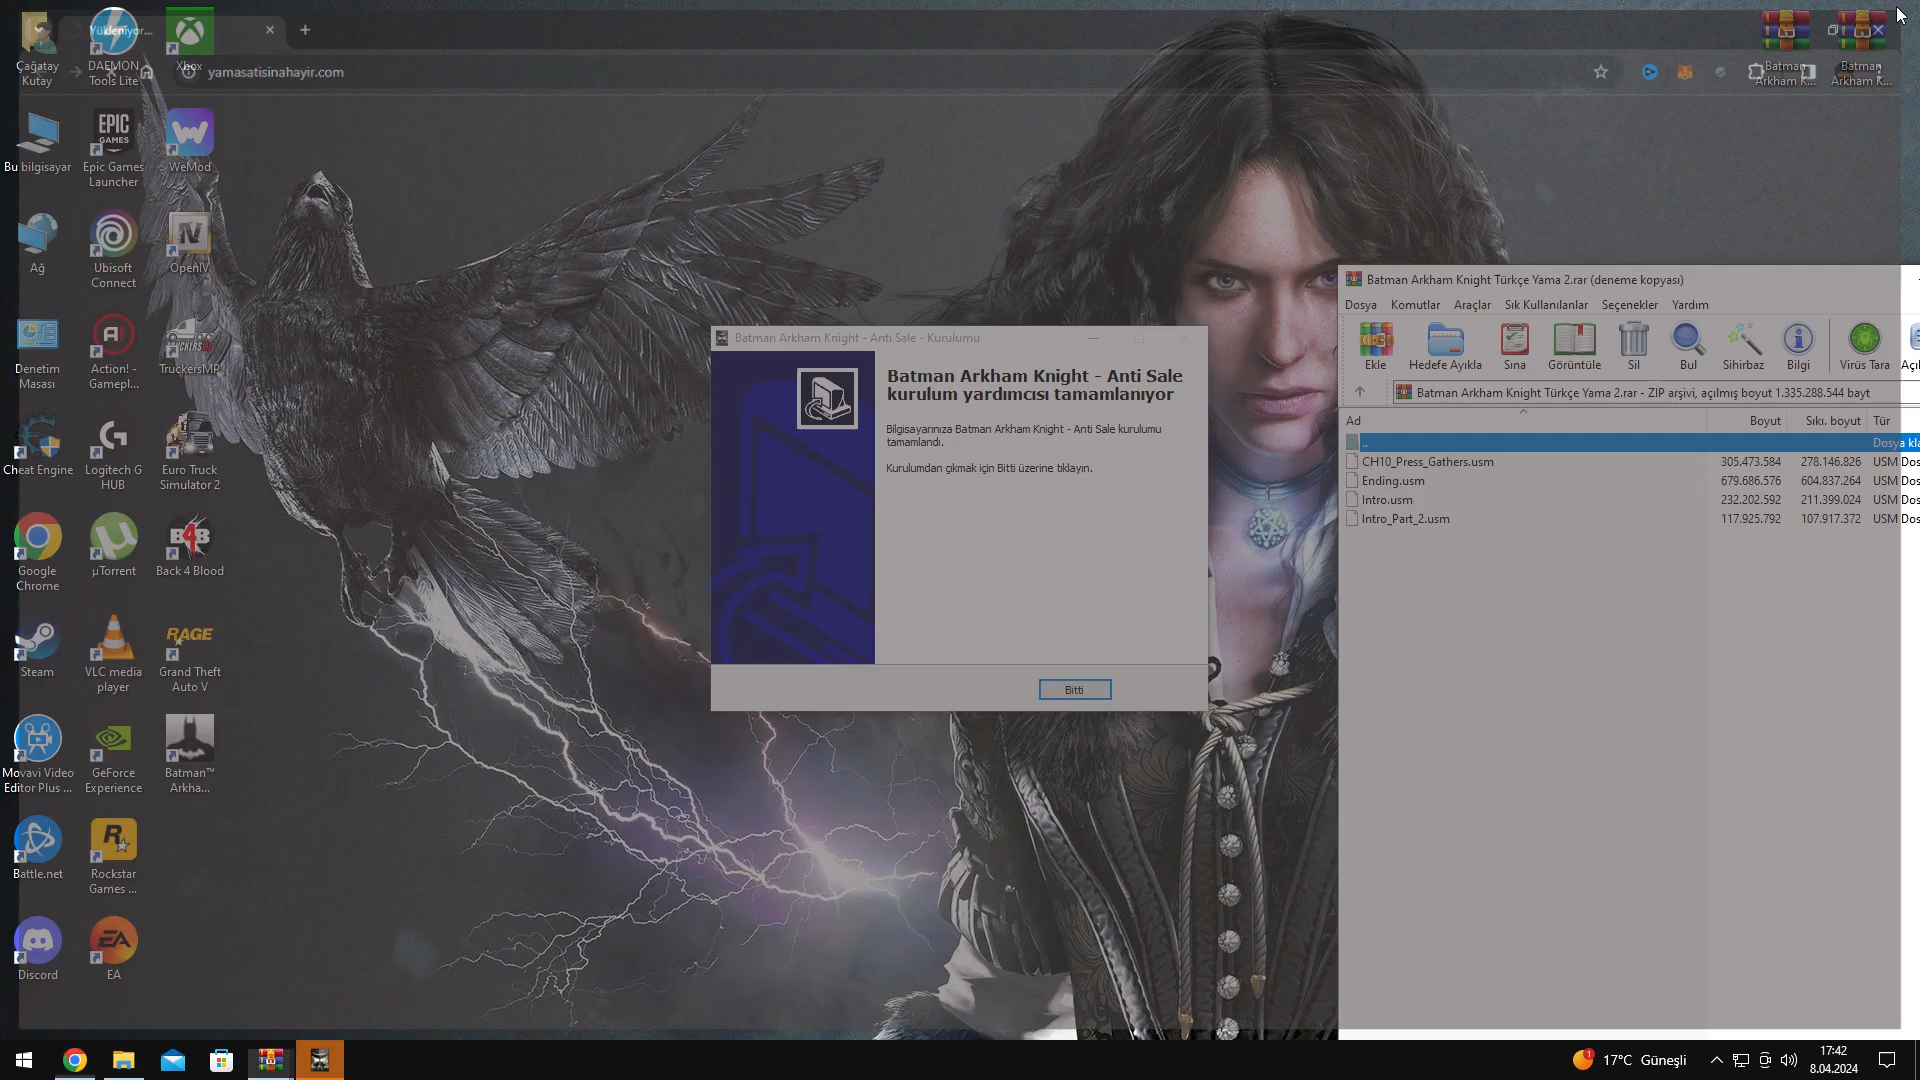 Yükleniyor...
yamasatisinahayir.com
Çağatay
Kutay
DAEMON
Tools Lite
Xbox
Batman
Arkham K...
Batman
Arkham K...
Bu bilgisayar
EPIC
GAMES
Epic Games
Launcher
WeMod
Ağ
Ubisoft
Connect
IV
OpenIV
Denetim
Masası
Action! -
Gamepl...
TruckersMP
Cheat Engine
Logitech G
HUB
Euro Truck
Simulator 2
Google
Chrome
µTorrent
B4B
Back 4 Blood
Steam
VLC media
player
RAGE
Grand Theft
Auto V
Movavi Video
Editor Plus ...
GeForce
Experience
Batman™
Arkha...
Battle.net
Rockstar
Games ...
Discord
EA
EA
Batman Arkham Knight - Anti Sale - Kurulumu
Batman Arkham Knight - Anti Sale
kurulum yardımcısı tamamlanıyor
Bilgisayarınıza Batman Arkham Knight - Anti Sale kurulumu
tamamlandı.
Kurulumdan çıkmak için Bitti üzerine tıklayın.
Bitti
Batman Arkham Knight Türkçe Yama 2.rar (deneme kopyası)
Dosya Komutlar Araçlar Sık Kullanılanlar Seçenekler Yardım
Ekle Hedefe Ayıkla Sına Görüntüle Sil Bul Sihirbaz Bilgi Virüs Tara Açıl
Batman Arkham Knight Türkçe Yama 2.rar - ZIP arşivi, açılmış boyut 1.335.288.544 bayt
Ad Boyut Sıkı. boyut Tür
.. Dosya kla
CH10_Press_Gathers.usm 305.473.584 278.146.826 USM Dos
Ending.usm 679.686.576 604.837.264 USM Dos
Intro.usm 232.202.592 211.399.024 USM Dos
Intro_Part_2.usm 117.925.792 107.917.372 USM Dos
1
17°C Güneşli
17:42
8.04.2024